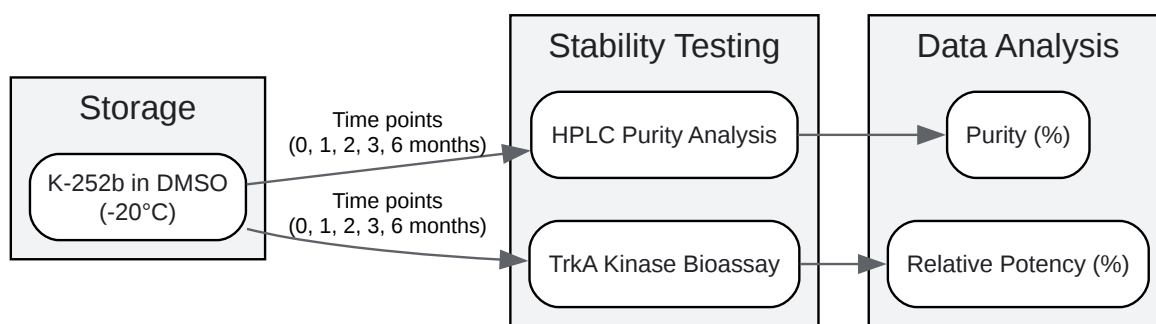 Storage
K-252b in DMSO
(-20°C)
Time points
(0, 1, 2, 3, 6 months)
Time points
(0, 1, 2, 3, 6 months)
Stability Testing
HPLC Purity Analysis
TrkA Kinase Bioassay
Data Analysis
Purity (%)
Relative Potency (%)